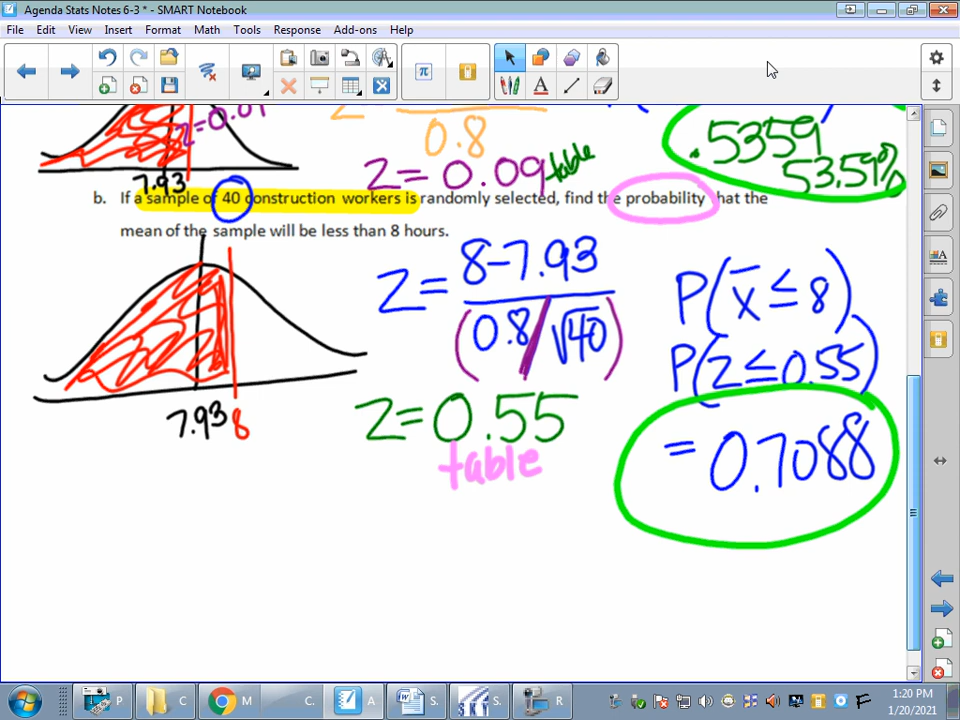 Agenda Stats Notes 6-3 * - SMART Notebook
File Edit View Insert Format Math Tools Response Add-ons Help
π
A
z=0.01
7.93
0.8
Z= 0.09 table
.5359
53.59%
b. If a sample of 40 construction workers is randomly selected, find the probability that the
mean of the sample will be less than 8 hours.
7.93 8
Z= 8-7.93
(0.8/√40)
Z=0.55
table
P(x̄≤8)
P(Z≤0.55)
= 0.7088
P C M C. A S. S. R
1:20 PM
1/20/2021